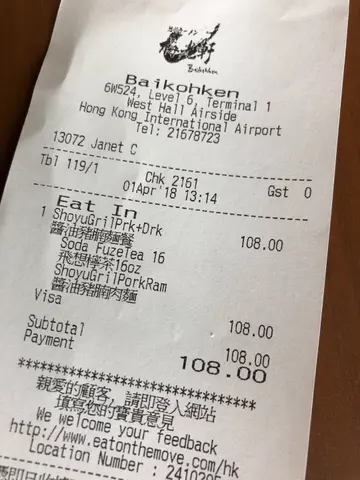 Baikohken
Baikohken
6W524, Level 6, Terminal 1
West Hall Airside
Hong Kong International Airport
Tel: 21678723
13072 Janet C
Tbl 119/1 Chk 2161 Gst 0
01Apr'18 13:14
Eat In
1 ShoyuGrilPrk+Drk 108.00
醬油豬腩麵餐
Soda Fuzelea 16
飛想檸茶16oz
ShoyuGrilPorkRam
醬油豬腩肉麵
Visa 108.00
Subtotal 108.00
Payment 108.00
******************************
親愛的顧客, 請即登入網站
填寫您的寶貴意見
We welcome your feedback
http://www.eatonthemove.com/hk
Location Number : 2410205